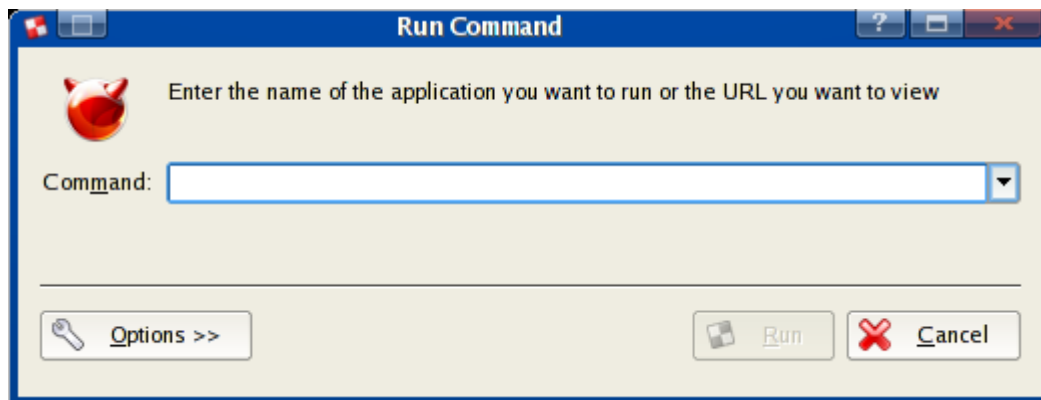 Run Command
?
Enter the name of the application you want to run or the URL you want to view
Command:
Options >>
Run
Cancel